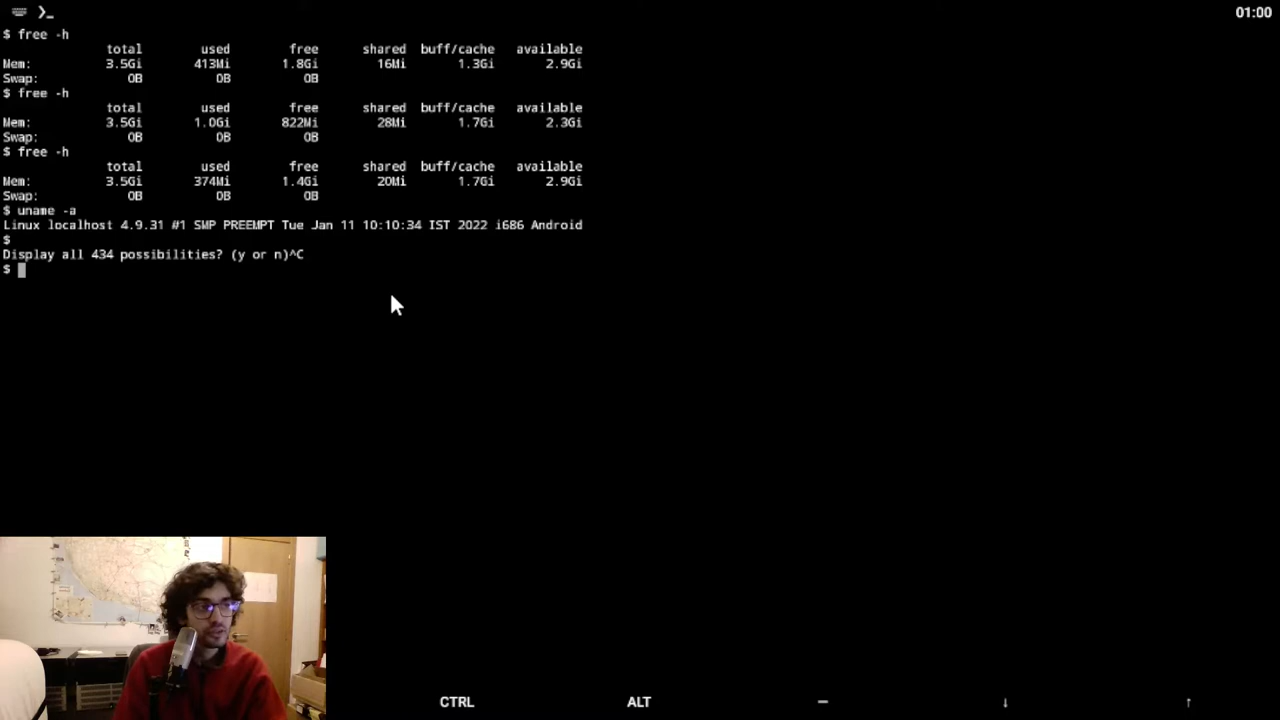 01:00
$ free -h
total used free shared buff/cache available
Mem: 3.5Gi 413Mi 1.8Gi 16Mi 1.3Gi 2.9Gi
Swap: 0B 0B 0B
$ free -h
total used free shared buff/cache available
Mem: 3.5Gi 1.0Gi 822Mi 28Mi 1.7Gi 2.3Gi
Swap: 0B 0B 0B
$ free -h
total used free shared buff/cache available
Mem: 3.5Gi 374Mi 1.4Gi 20Mi 1.7Gi 2.9Gi
Swap: 0B 0B 0B
$ uname -a
Linux localhost 4.9.31 #1 SMP PREEMPT Tue Jan 11 10:10:34 IST 2022 i686 Android
$
Display all 434 possibilities? (y or n)^C
$
CTRL ALT — ↓ ↑